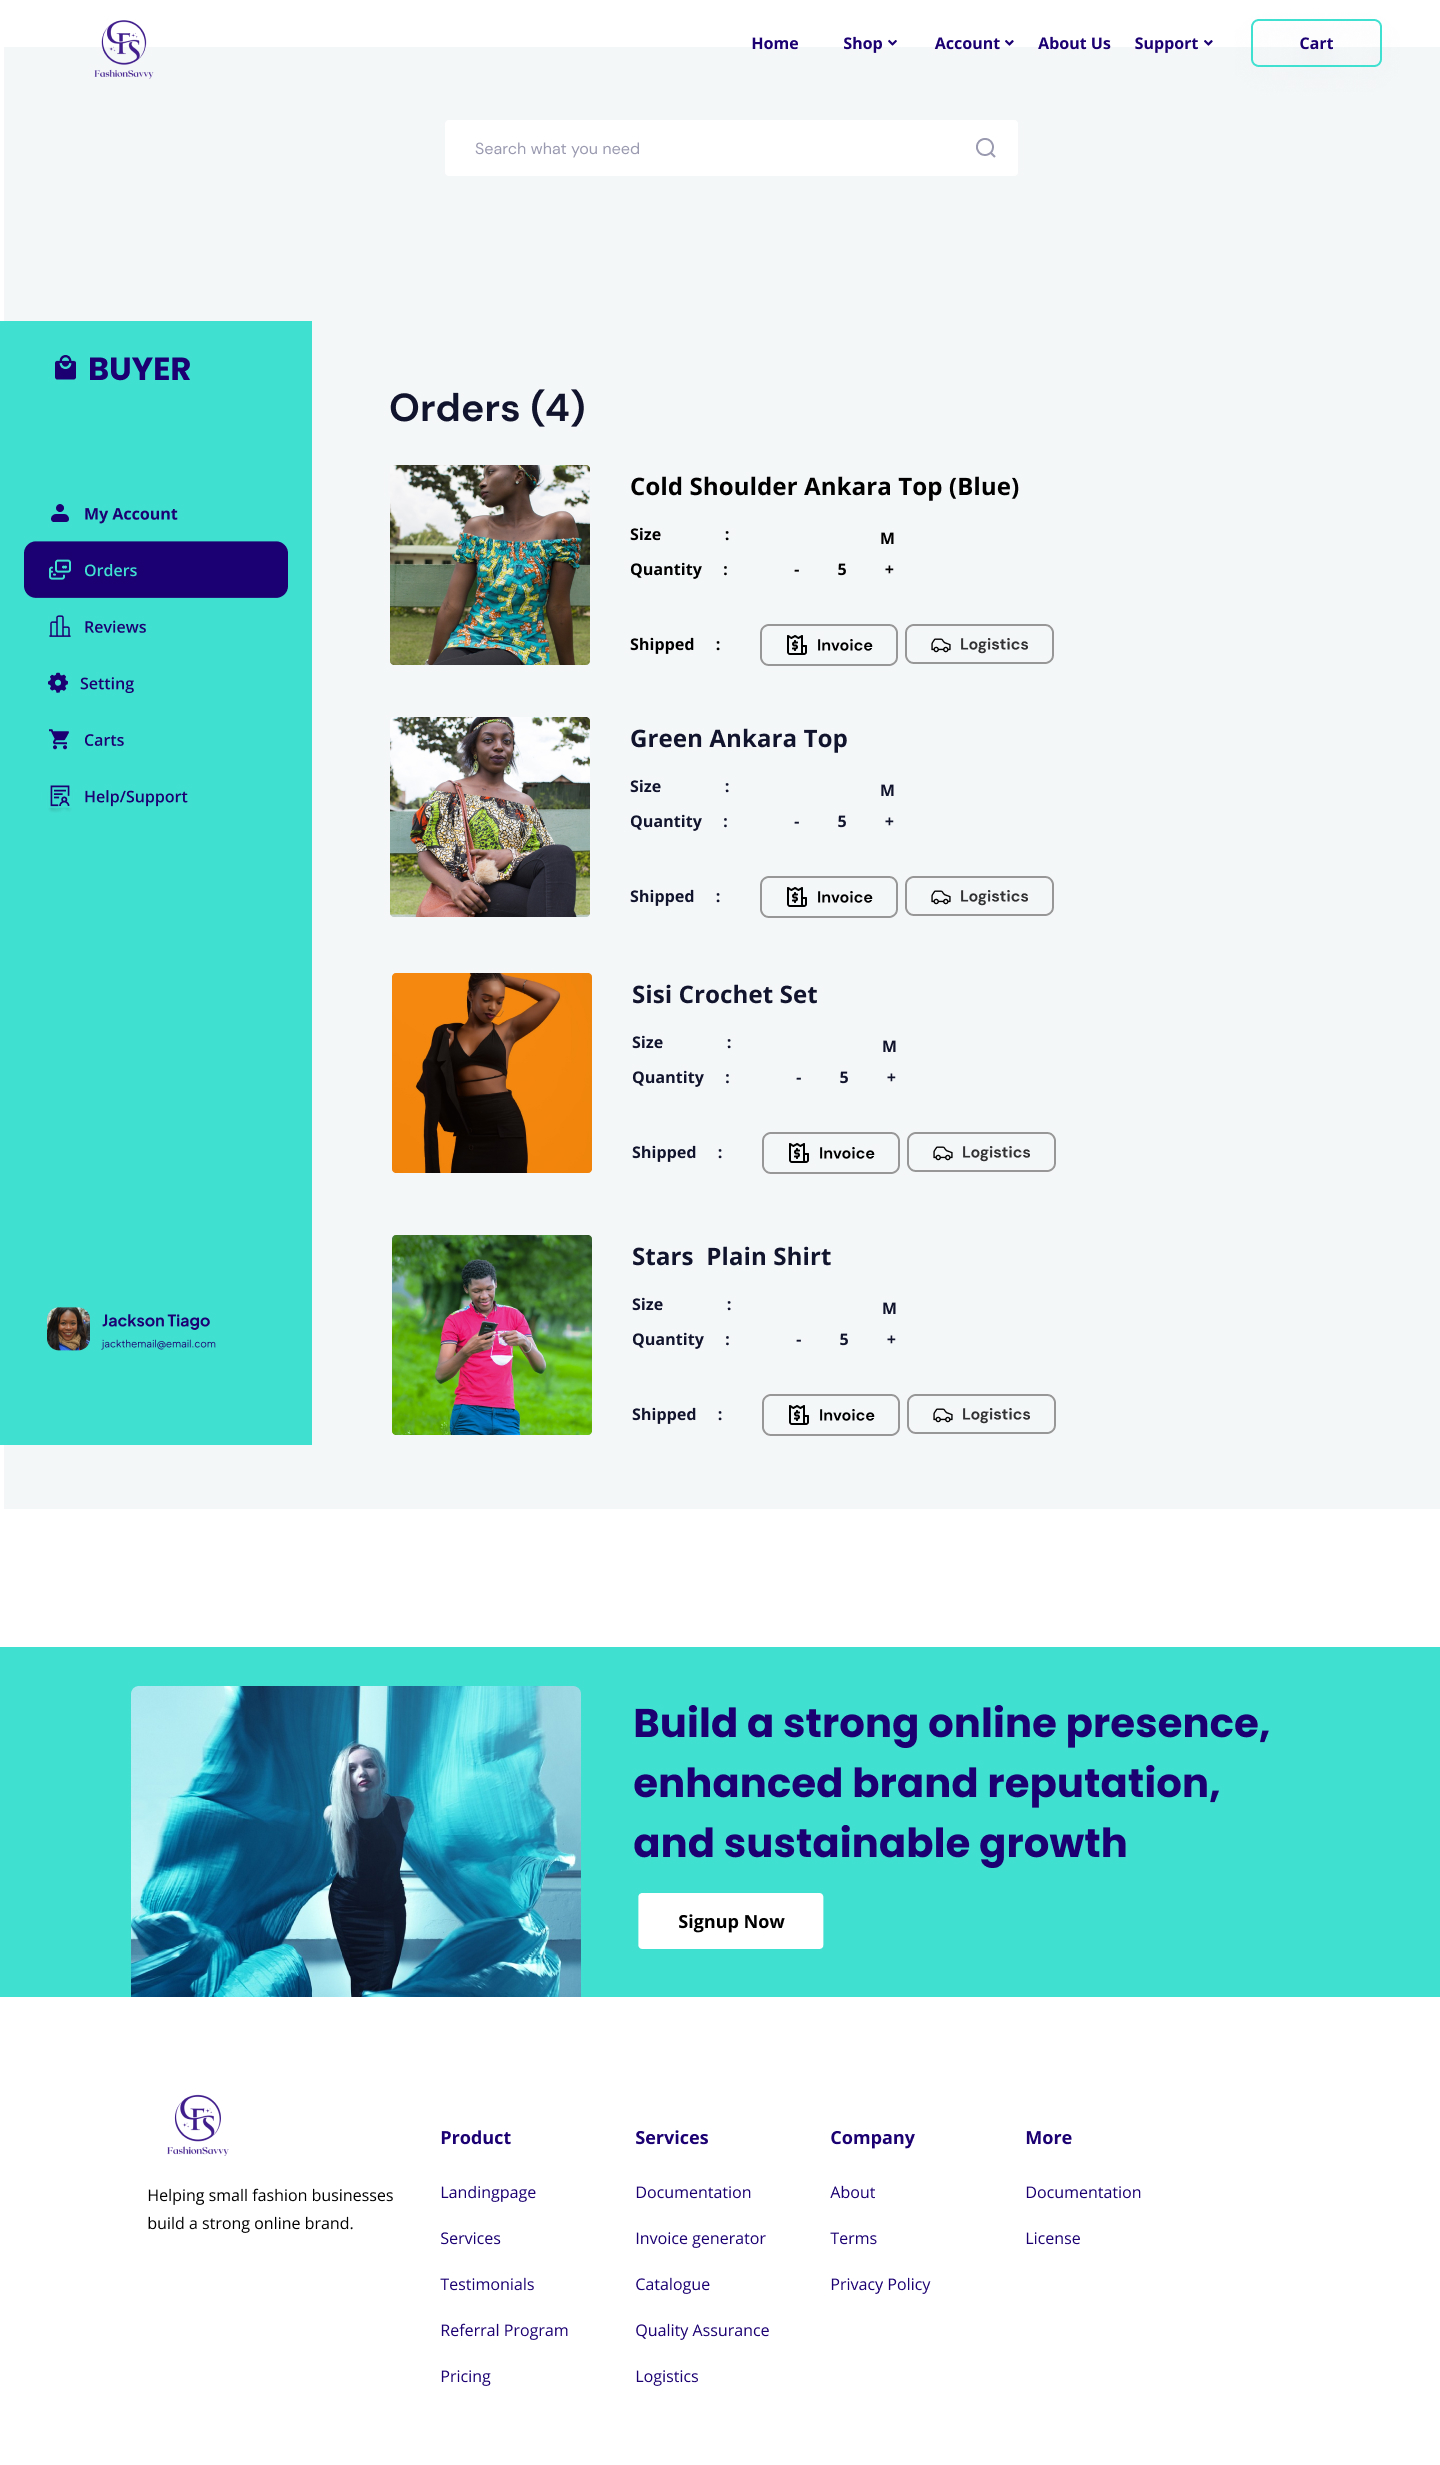 GFS
FashionSavvy
Home Shop Account About Us Support Cart
Search what you need
BUYER
My Account
Orders
Reviews
Setting
Carts
Help/Support
Jackson Tiago
jackthemail@email.com
Orders (4)
Cold Shoulder Ankara Top (Blue)
Size : M
Quantity : - 5 +
Shipped : Invoice Logistics
Green Ankara Top
Size : M
Quantity : - 5 +
Shipped : Invoice Logistics
Sisi Crochet Set
Size : M
Quantity : - 5 +
Shipped : Invoice Logistics
Stars Plain Shirt
Size : M
Quantity : - 5 +
Shipped : Invoice Logistics
Build a strong online presence,
enhanced brand reputation,
and sustainable growth
Signup Now
GFS
FashionSavvy
Helping small fashion businesses
build a strong online brand.
Product
Landingpage
Services
Testimonials
Referral Program
Pricing
Services
Documentation
Invoice generator
Catalogue
Quality Assurance
Logistics
Company
About
Terms
Privacy Policy
More
Documentation
License